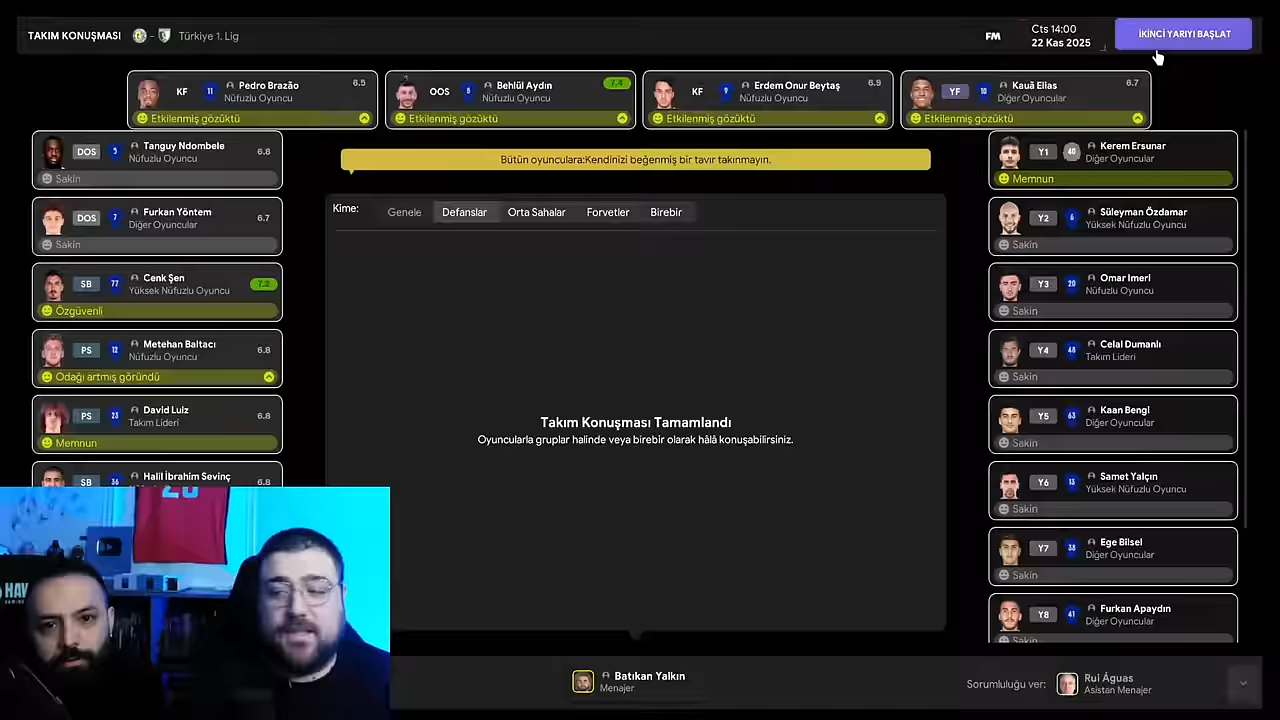 TAKIM KONUŞMASI
Türkiye 1. Lig
FM
Cts 14:00
22 Kas 2025
İKİNCİ YARIYI BAŞLAT
KF 11 Pedro Brazão 6.5
Nüfuzlu Oyuncu
Etkilenmiş gözüktü
OOS 8 Behlül Aydın 7.4
Nüfuzlu Oyuncu
Etkilenmiş gözüktü
KF 9 Erdem Onur Beytaş 6.9
Nüfuzlu Oyuncu
Etkilenmiş gözüktü
YF 10 Kauã Elias 6.7
Diğer Oyuncular
Etkilenmiş gözüktü
DOS 5 Tanguy Ndombele 6.8
Nüfuzlu Oyuncu
Sakin
DOS 7 Furkan Yöntem 6.7
Diğer Oyuncular
Sakin
SB 77 Cenk Şen 7.2
Yüksek Nüfuzlu Oyuncu
Özgüvenli
PS 12 Metehan Baltacı 6.8
Nüfuzlu Oyuncu
Odağı artmış göründü
PS 23 David Luiz 6.8
Takım Lideri
Memnun
SB 36 Halil İbrahim Sevinç 6.8
Bütün oyunculara:Kendinizi beğenmiş bir tavır takınmayın.
Kime: Genele Defanslar Orta Sahalar Forvetler Birebir
Takım Konuşması Tamamlandı
Oyuncularla gruplar halinde veya birebir olarak hâlâ konuşabilirsiniz.
Y1 40 Kerem Ersunar
Diğer Oyuncular
Memnun
Y2 6 Süleyman Özdamar
Yüksek Nüfuzlu Oyuncu
Sakin
Y3 20 Omar Imeri
Nüfuzlu Oyuncu
Sakin
Y4 48 Celal Dumanlı
Takım Lideri
Sakin
Y5 63 Kaan Bengi
Diğer Oyuncular
Sakin
Y6 13 Samet Yalçın
Yüksek Nüfuzlu Oyuncu
Sakin
Y7 38 Ege Bilsel
Diğer Oyuncular
Sakin
Y8 41 Furkan Apaydın
Diğer Oyuncular
Sakin
HAV
20
Batıkan Yalkın
Menajer
Sorumluluğu ver:
Rui Águas
Asistan Menajer